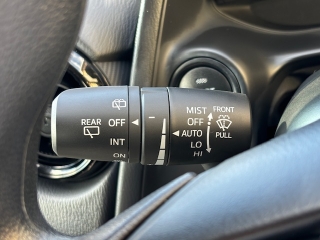 REAR
OFF
INT
ON
MIST
OFF
AUTO
LO
HI
FRONT
PULL